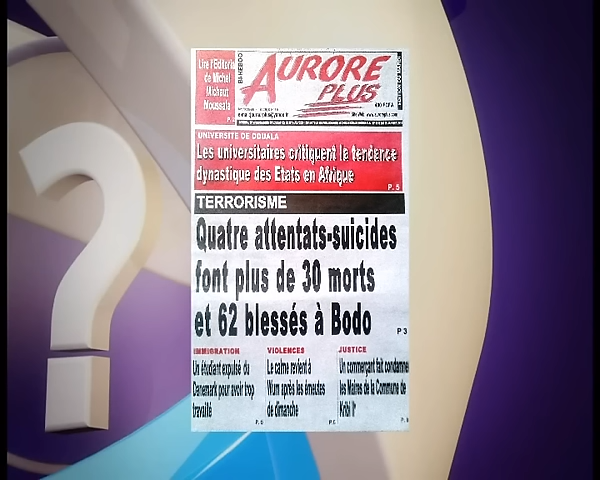 Lire l'Editorial
de Michel
Michaut
Moussala
BI-HEBDO
AURORE
PLUS
UNIVERSITE DE DOUALA
Les universitaires critiquent la tendance
dynastique des Etats en Afrique
P. 5
TERRORISME
Quatre attentats-suicides
font plus de 30 morts
et 62 blessés à Bodo
P 3
IMMIGRATION
Un étudiant expulsé du
Danemark pour avoir trop
travaillé
VIOLENCES
Le calme revient à
Wum après les émeutes
de dimanche
JUSTICE
Un commerçant fait condamner
les Maires de la Commune de
Kribi Ier